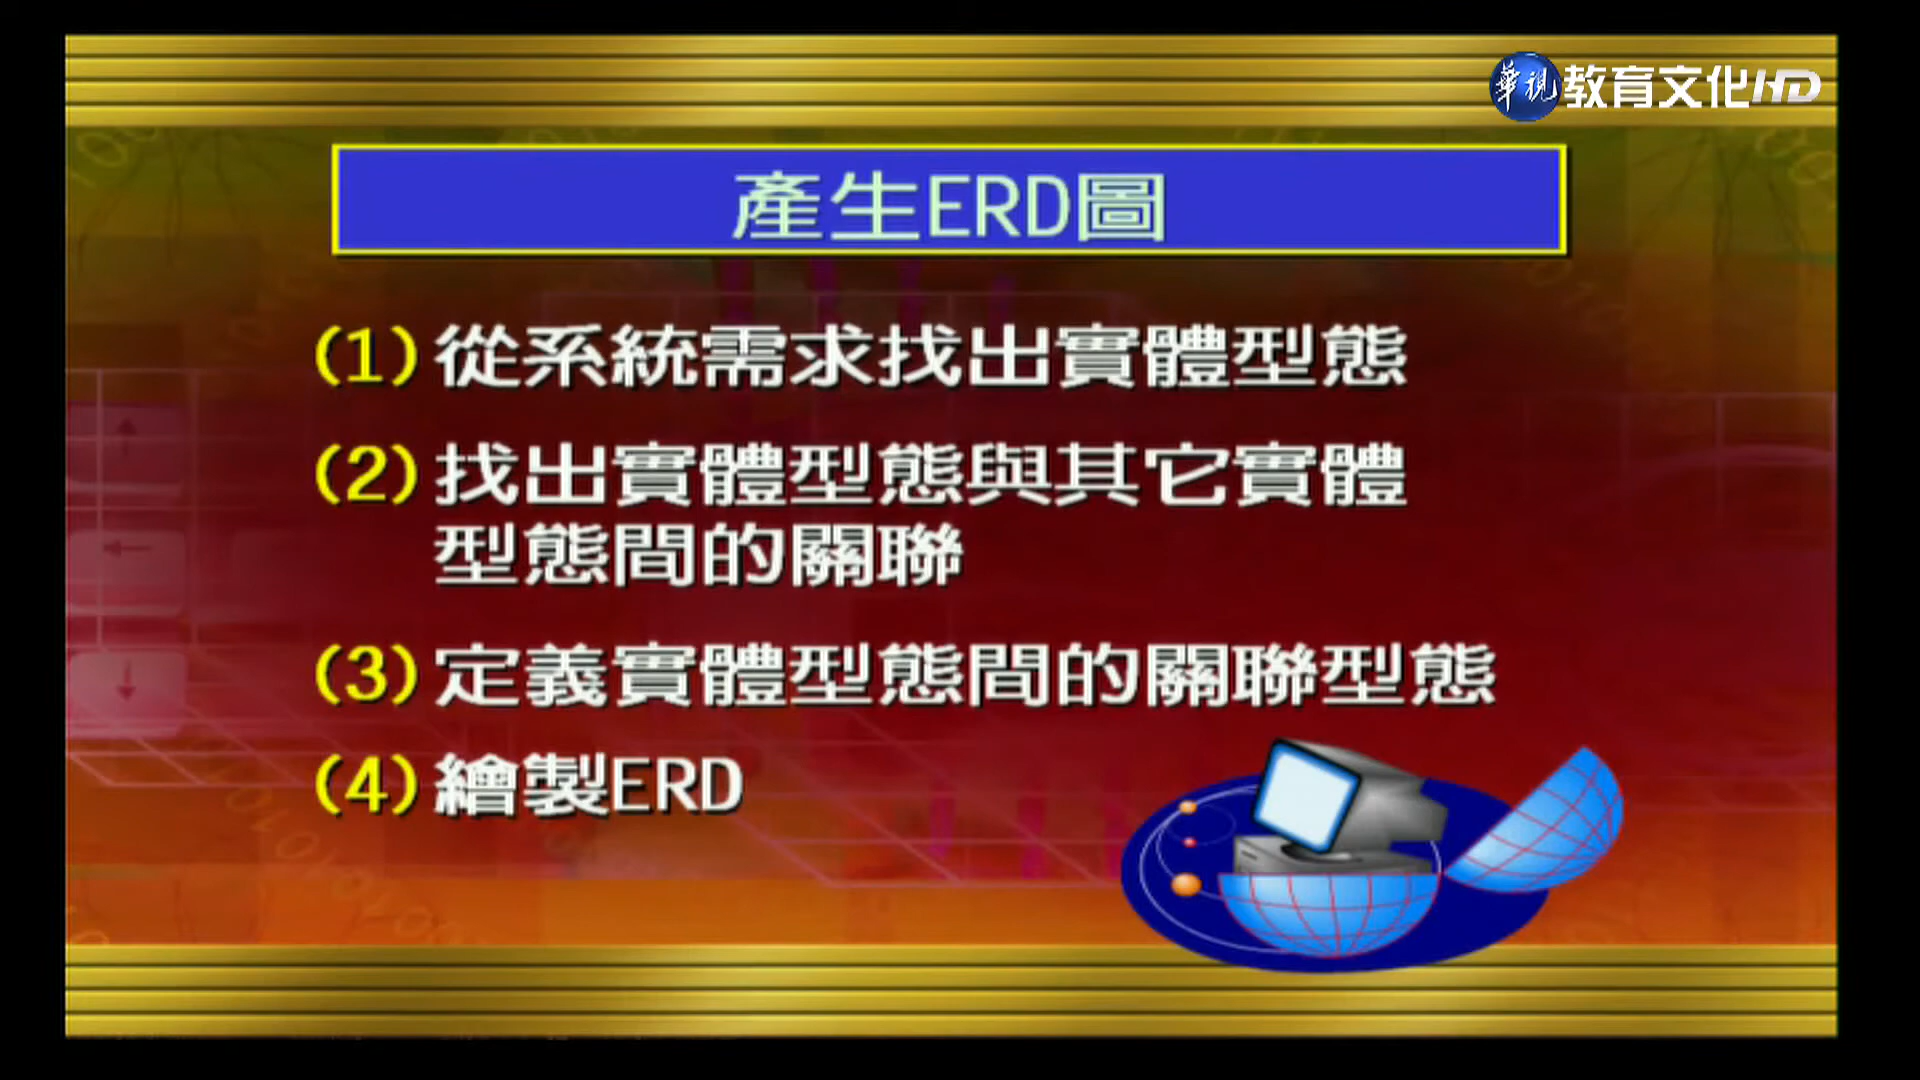 華視教育文化HD
產生ERD圖
(1)從系統需求找出實體型態
(2)找出實體型態與其它實體
型態間的關聯
(3)定義實體型態間的關聯型態
(4)繪製ERD